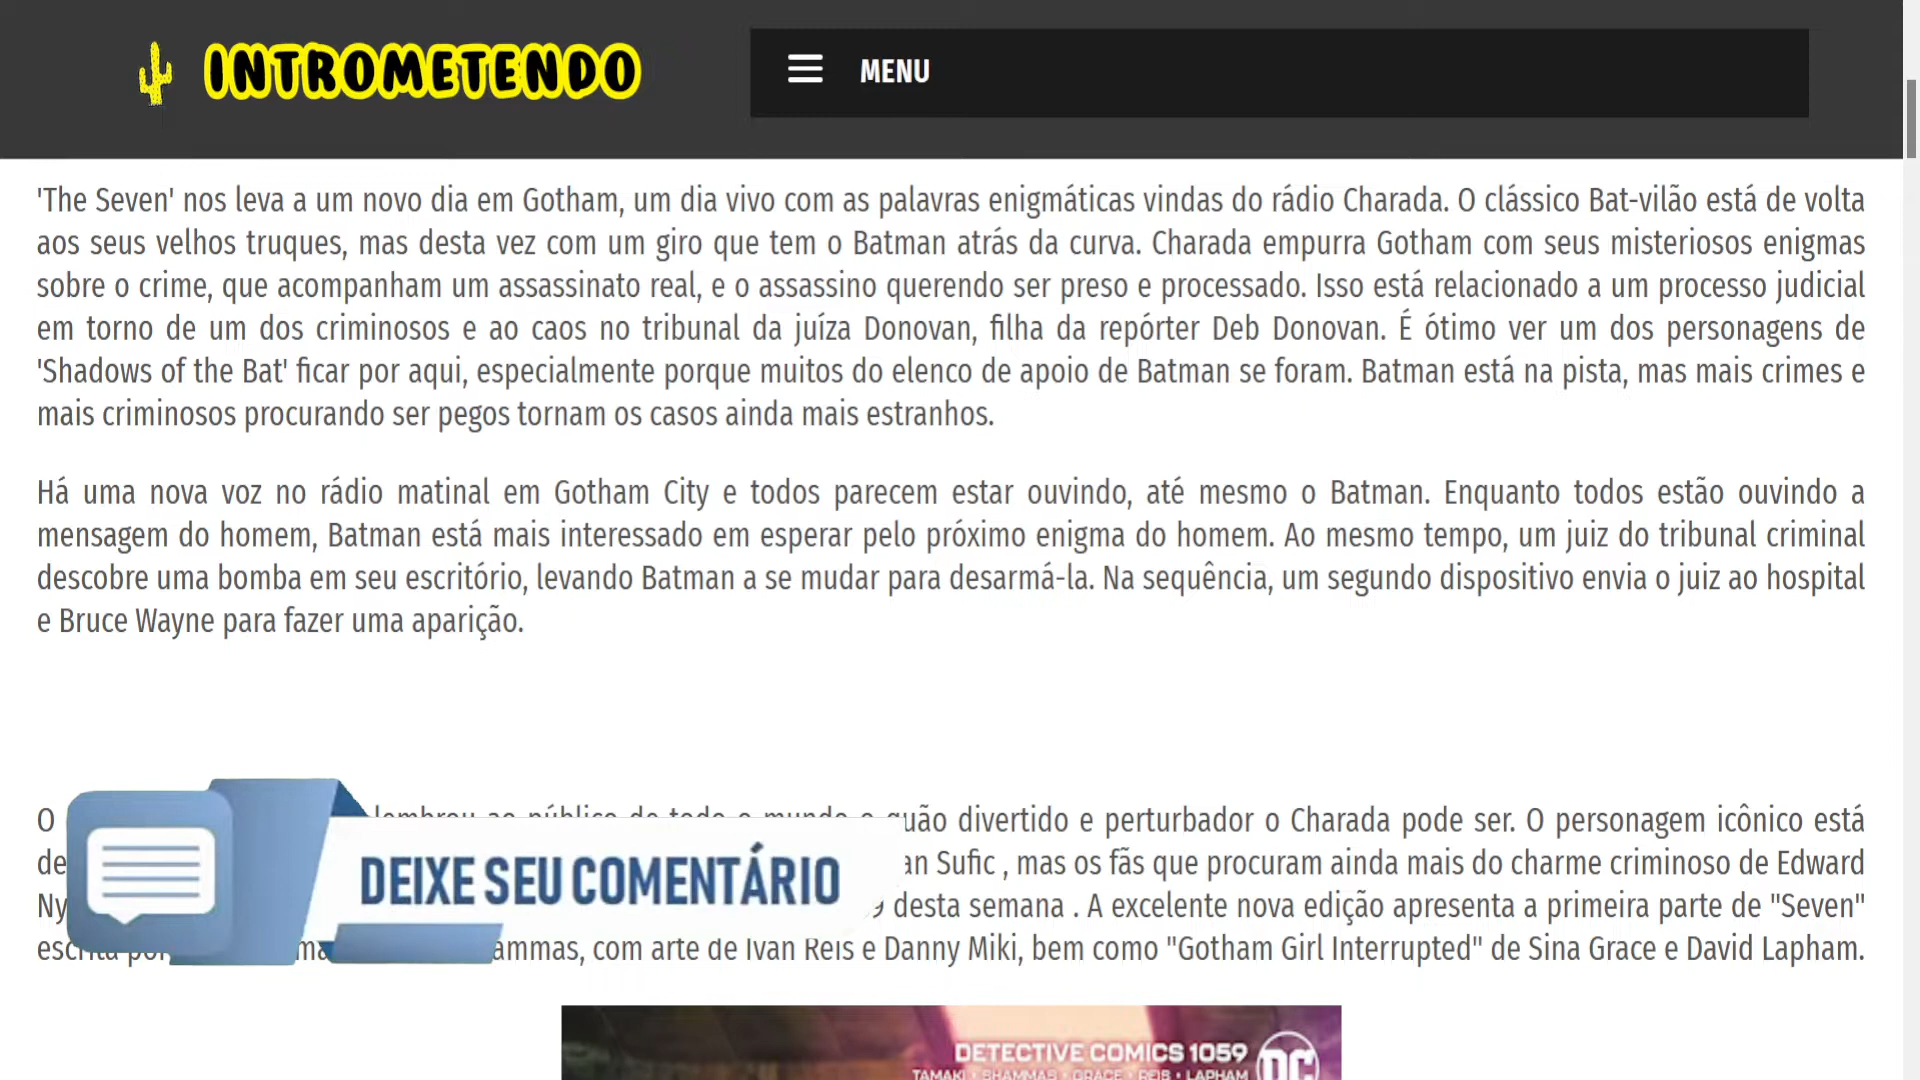 INTROMETENDO
MENU
'The Seven' nos leva a um novo dia em Gotham, um dia vivo com as palavras enigmáticas vindas do rádio Charada. O clássico Bat-vilão está de volta
aos seus velhos truques, mas desta vez com um giro que tem o Batman atrás da curva. Charada empurra Gotham com seus misteriosos enigmas
sobre o crime, que acompanham um assassinato real, e o assassino querendo ser preso e processado. Isso está relacionado a um processo judicial
em torno de um dos criminosos e ao caos no tribunal da juíza Donovan, filha da repórter Deb Donovan. É ótimo ver um dos personagens de
'Shadows of the Bat' ficar por aqui, especialmente porque muitos do elenco de apoio de Batman se foram. Batman está na pista, mas mais crimes e
mais criminosos procurando ser pegos tornam os casos ainda mais estranhos.
Há uma nova voz no rádio matinal em Gotham City e todos parecem estar ouvindo, até mesmo o Batman. Enquanto todos estão ouvindo a
mensagem do homem, Batman está mais interessado em esperar pelo próximo enigma do homem. Ao mesmo tempo, um juiz do tribunal criminal
descobre uma bomba em seu escritório, levando Batman a se mudar para desarmá-la. Na sequência, um segundo dispositivo envia o juiz ao hospital
e Bruce Wayne para fazer uma aparição.
O lembrou ao público de todo o mundo o quão divertido e perturbador o Charada pode ser. O personagem icônico está
Sufic , mas os fãs que procuram ainda mais do charme criminoso de Edward
desta semana . A excelente nova edição apresenta a primeira parte de "Seven"
escrita com arte de Ivan Reis e Danny Miki, bem como "Gotham Girl Interrupted" de Sina Grace e David Lapham.
DEIXE SEU COMENTÁRIO
DETECTIVE COMICS 1059
DC
TAMAKI • SHAMMAS • GRACE • REIS • LAPHAM